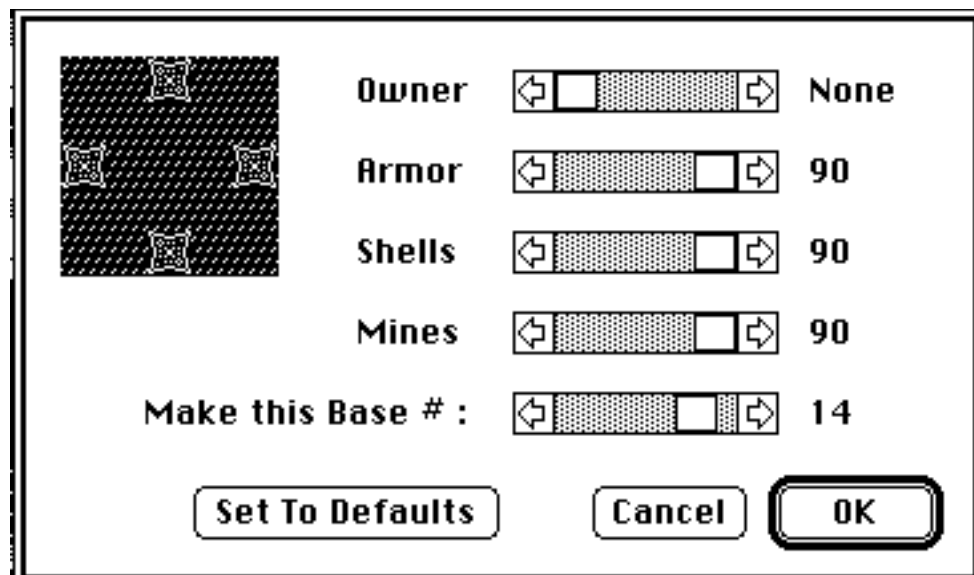 Owner None
Armor 90
Shells 90
Mines 90
Make this Base # : 14
Set To Defaults Cancel OK